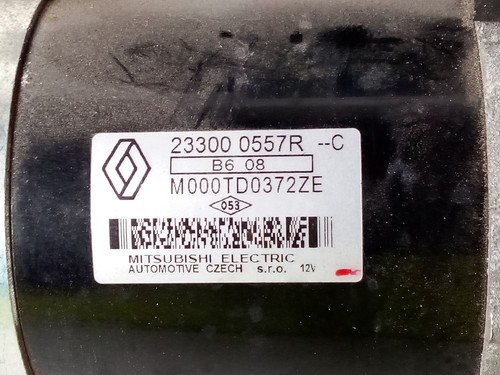 23300 0557R --C
B6 08
M000TD0372ZE
053
MITSUBISHI ELECTRIC
AUTOMOTIVE CZECH s.r.o. 12V